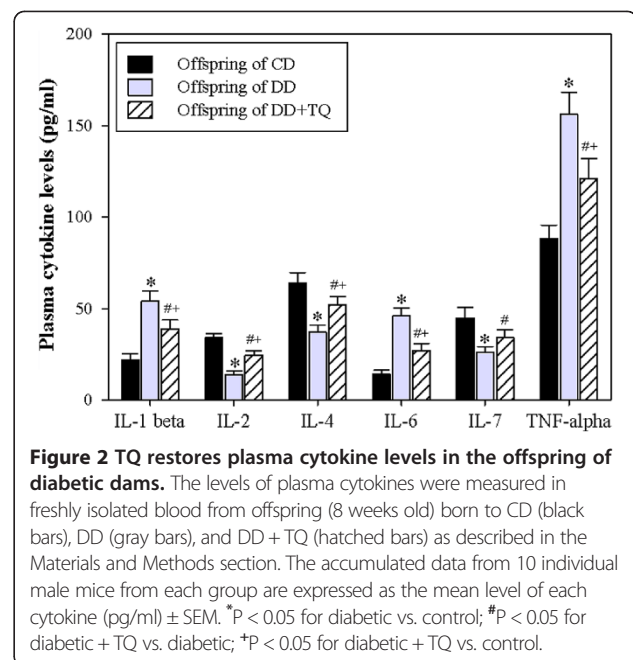 200
150
100
50
0
Plasma cytokine levels (pg/ml)
Offspring of CD
Offspring of DD
Offspring of DD+TQ
*
#+
*
#+
*
#+
*
#+
*
#
*
#+
IL-1 beta IL-2 IL-4 IL-6 IL-7 TNF-alpha
Figure 2 TQ restores plasma cytokine levels in the offspring of
diabetic dams. The levels of plasma cytokines were measured in
freshly isolated blood from offspring (8 weeks old) born to CD (black
bars), DD (gray bars), and DD + TQ (hatched bars) as described in the
Materials and Methods section. The accumulated data from 10 individual
male mice from each group are expressed as the mean level of each
cytokine (pg/ml) ± SEM. *P < 0.05 for diabetic vs. control; #P < 0.05 for
diabetic + TQ vs. diabetic; +P < 0.05 for diabetic + TQ vs. control.